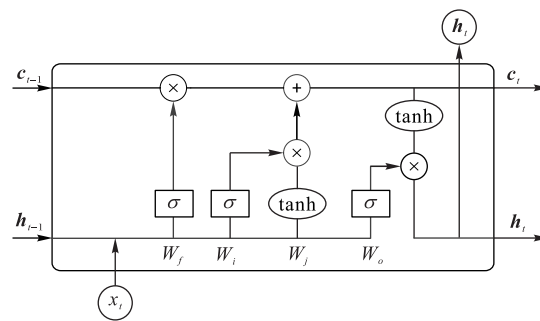 h_t
c_{t-1} × + c_t
tanh
× ×
σ σ tanh σ
h_{t-1} h_t
W_f W_i W_j W_o
x_t